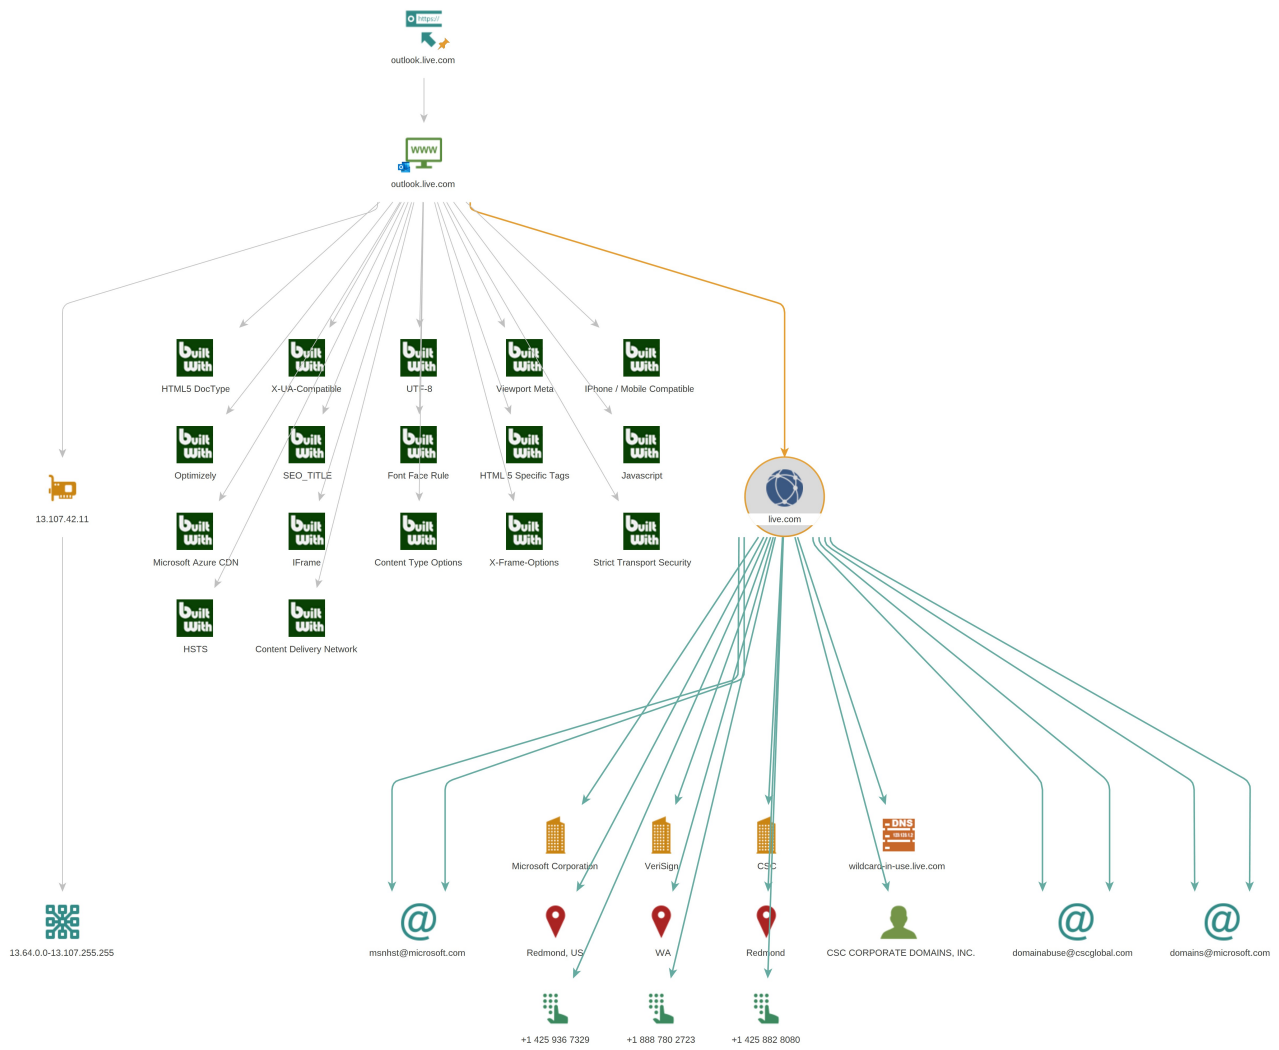 https://
outlook.live.com
WWW
outlook.live.com
built With
built With
built With
built With
built With
HTML5 DocType
X-UA-Compatible
UTF-8
Viewport Meta
IPhone / Mobile Compatible
built With
built With
built With
built With
built With
Optimizely
SEO_TITLE
Font Face Rule
HTML 5 Specific Tags
Javascript
13.107.42.11
live.com
built With
built With
built With
built With
built With
Microsoft Azure CDN
IFrame
Content Type Options
X-Frame-Options
Strict Transport Security
built With
built With
HSTS
Content Delivery Network
DNS
Microsoft Corporation
VeriSign
CSC
wildcard-in-use.live.com
@
@
@
13.64.0.0-13.107.255.255
msnhst@microsoft.com
Redmond, US
WA
Redmond
CSC CORPORATE DOMAINS, INC.
domainabuse@cscglobal.com
domains@microsoft.com
+1 425 936 7329
+1 888 780 2723
+1 425 882 8080